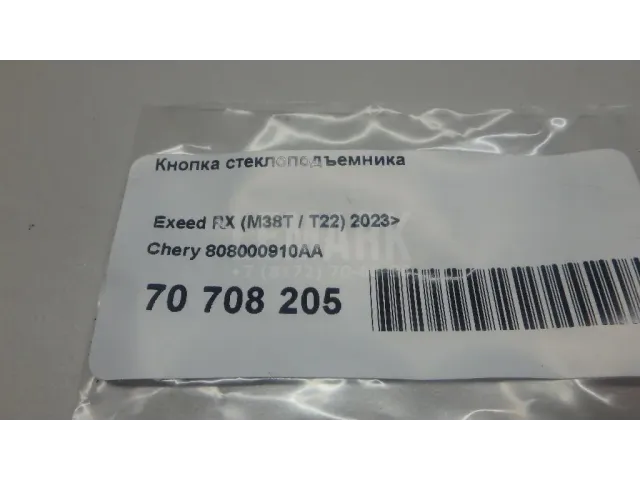 Кнопка стеклоподъемника
Exeed RX (M38T / T22) 2023>
Chery 808000910AA
70 708 205